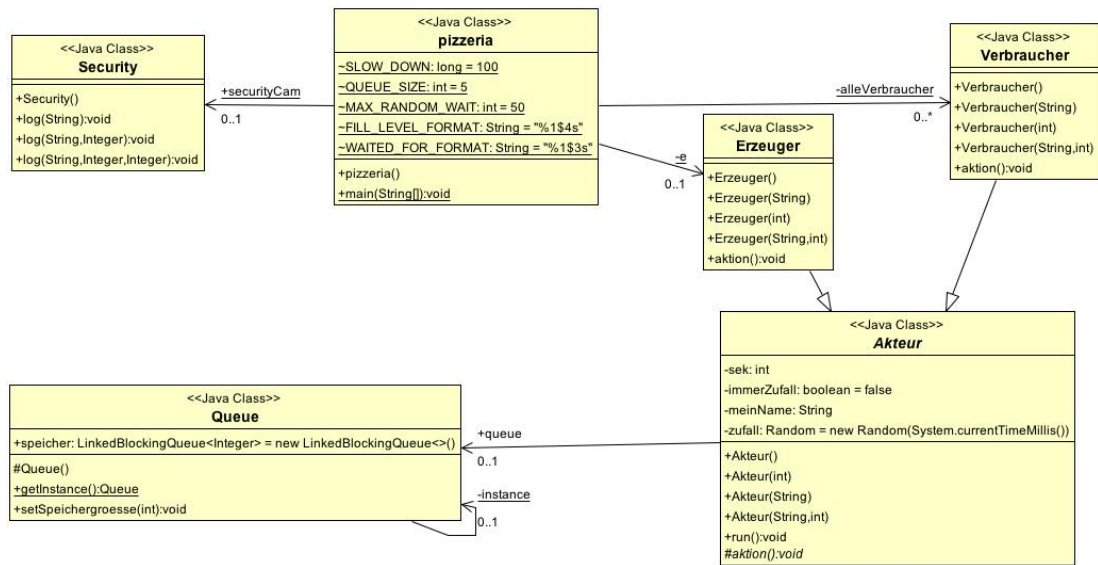 <<Java Class>>
Security
+Security()
+log(String):void
+log(String,Integer):void
+log(String,Integer,Integer):void
+securityCam
0..1
<<Java Class>>
pizzeria
~SLOW_DOWN: long = 100
~QUEUE_SIZE: int = 5
~MAX_RANDOM_WAIT: int = 50
~FILL_LEVEL_FORMAT: String = "%1$4s"
~WAITED_FOR_FORMAT: String = "%1$3s"
+pizzeria()
+main(String[]):void
-alleVerbraucher
0..*
-e
0..1
<<Java Class>>
Verbraucher
+Verbraucher()
+Verbraucher(String)
+Verbraucher(int)
+Verbraucher(String,int)
+aktion():void
<<Java Class>>
Erzeuger
+Erzeuger()
+Erzeuger(String)
+Erzeuger(int)
+Erzeuger(String,int)
+aktion():void
<<Java Class>>
Akteur
-sek: int
-immerZufall: boolean = false
-meinName: String
-zufall: Random = new Random(System.currentTimeMillis())
+Akteur()
+Akteur(int)
+Akteur(String)
+Akteur(String,int)
+run():void
#aktion():void
+queue
0..1
<<Java Class>>
Queue
+speicher: LinkedBlockingQueue<Integer> = new LinkedBlockingQueue<>()
#Queue()
+getInstance():Queue
+setSpeichergroesse(int):void
-instance
0..1